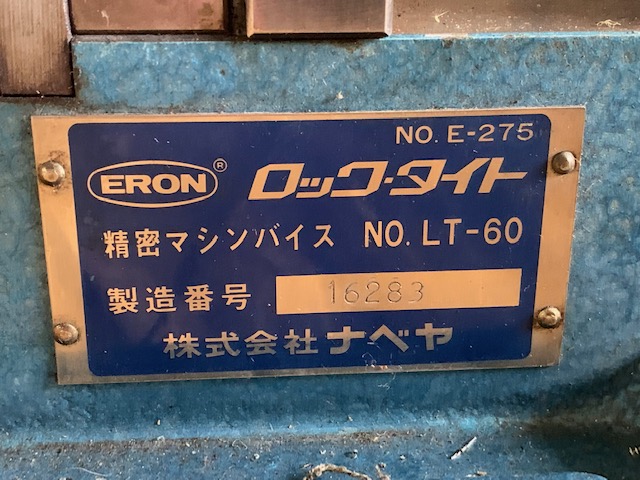 NO. E-275
ERON® ロック・タイト
精密マシンバイス NO. LT-60
製造番号 16283
株式会社ナベヤ